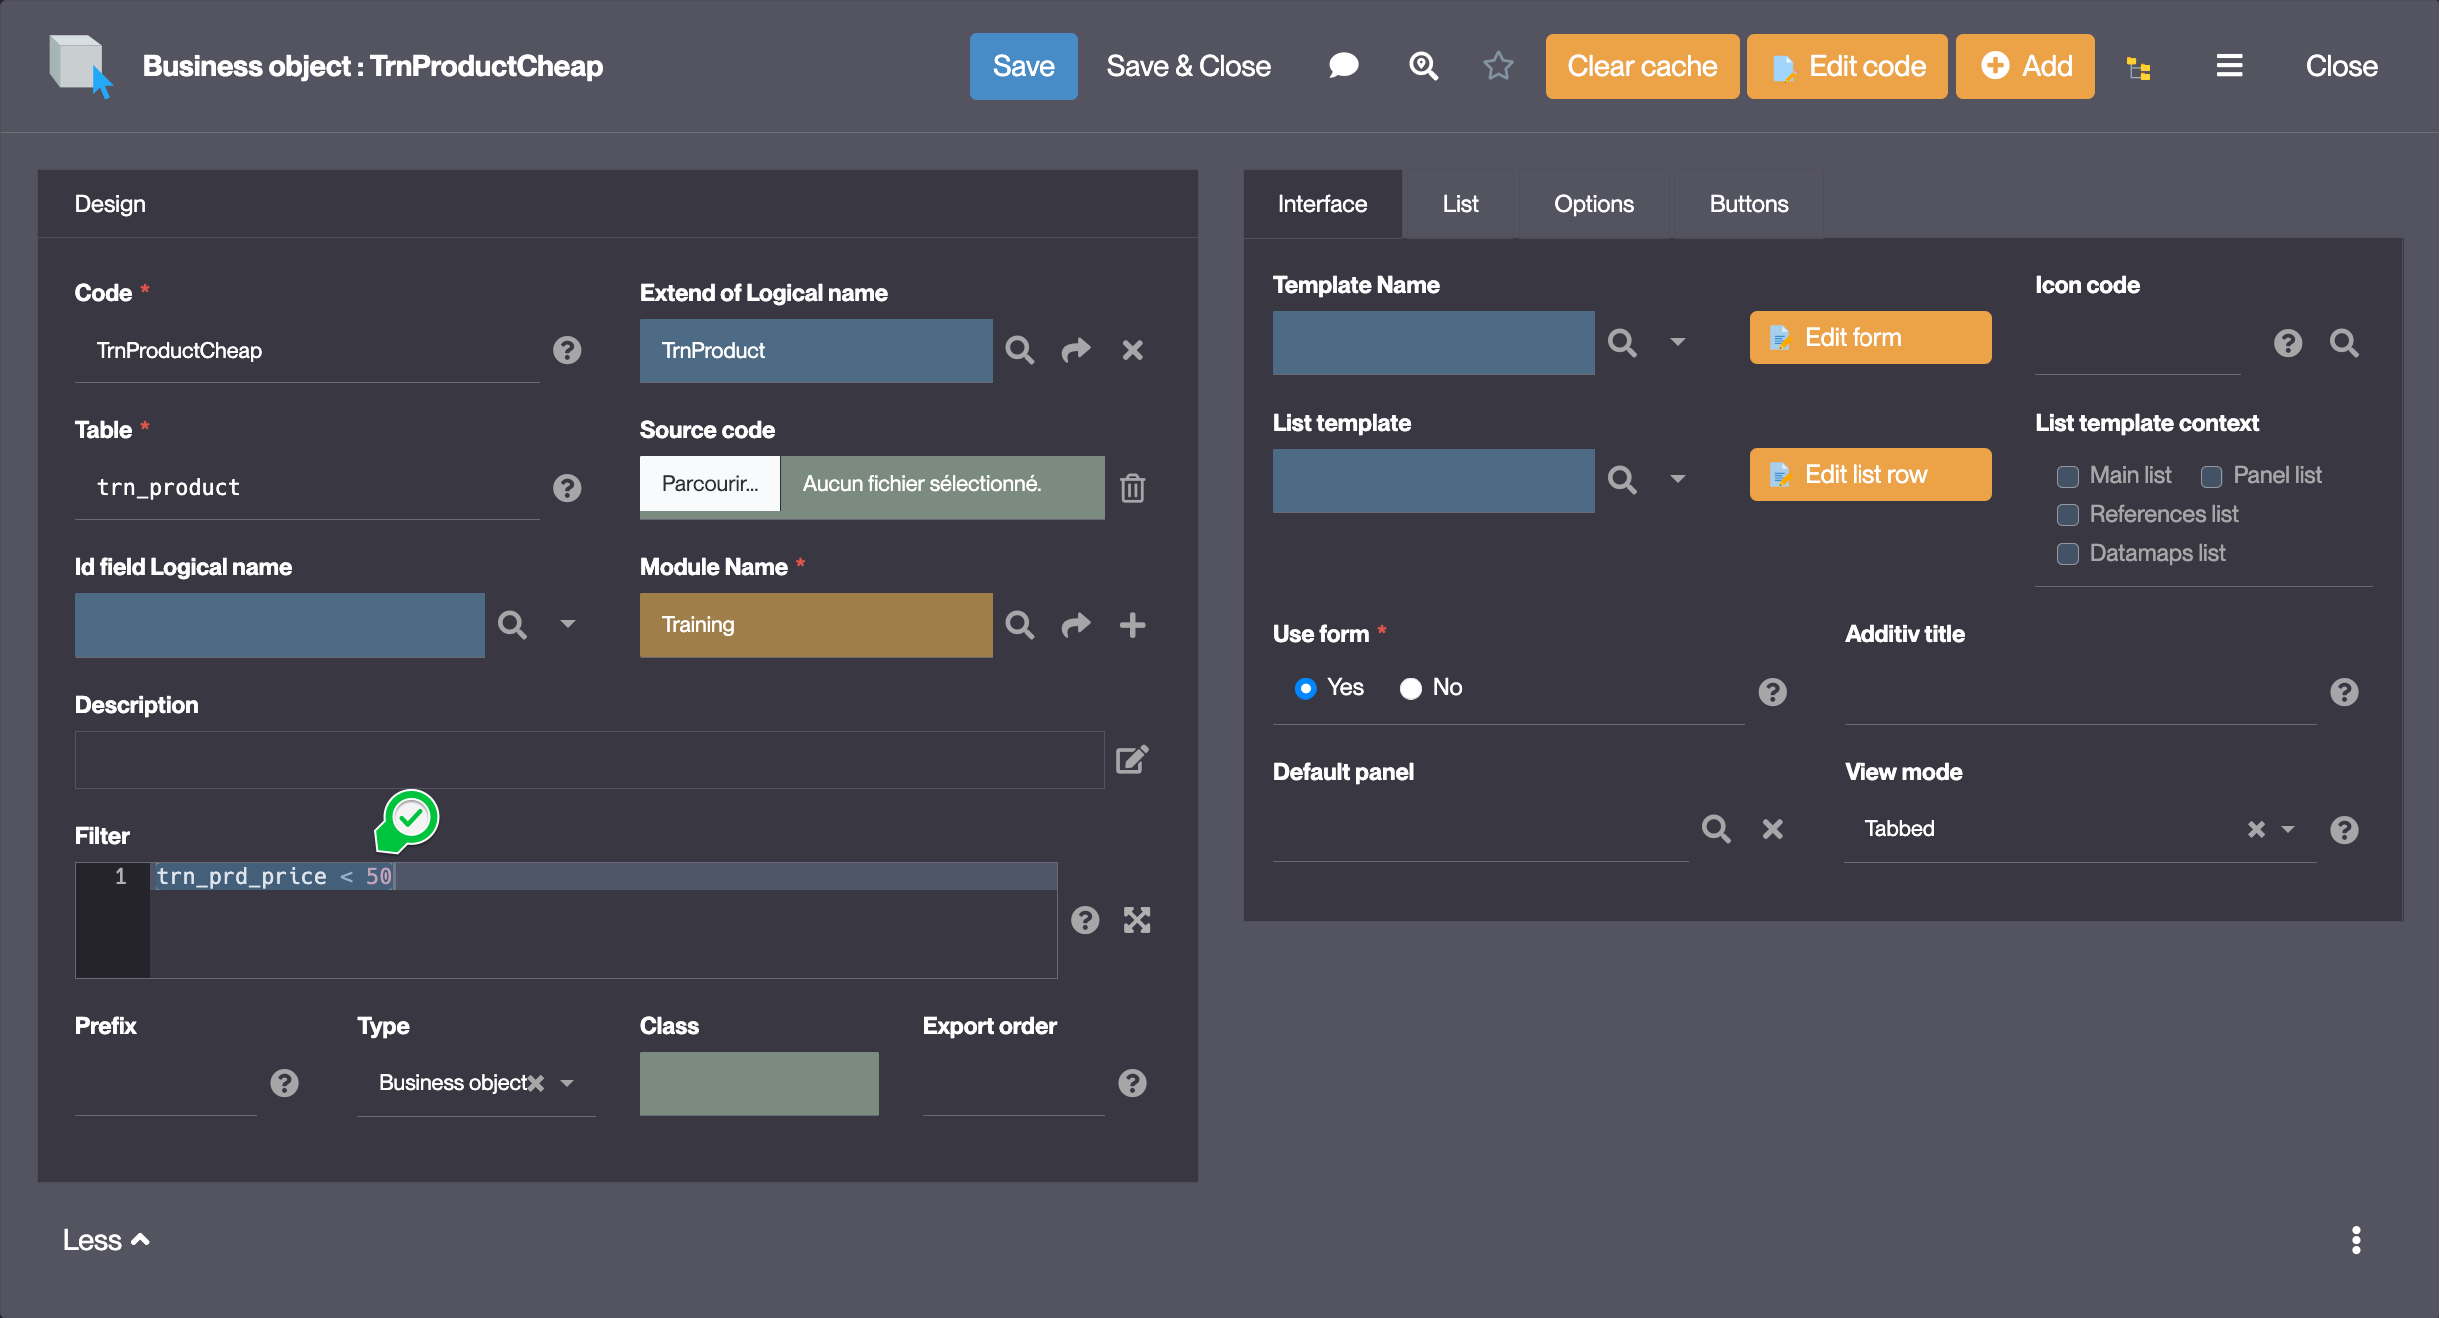 Business object : TrnProductCheap
Save
Save & Close
Clear cache
Edit code
Add
Close
Design
Code *
TrnProductCheap
Extend of Logical name
TrnProduct
Table *
trn_product
Source code
Parcourir...
Aucun fichier sélectionné.
Id field Logical name
Module Name *
Training
Description
Filter
1
trn_prd_price < 50
Prefix
Type
Business object
Class
Export order
Less
Interface
List
Options
Buttons
Template Name
Edit form
Icon code
List template
Edit list row
List template context
Main list
Panel list
References list
Datamaps list
Use form *
Yes
No
Additiv title
Default panel
View mode
Tabbed